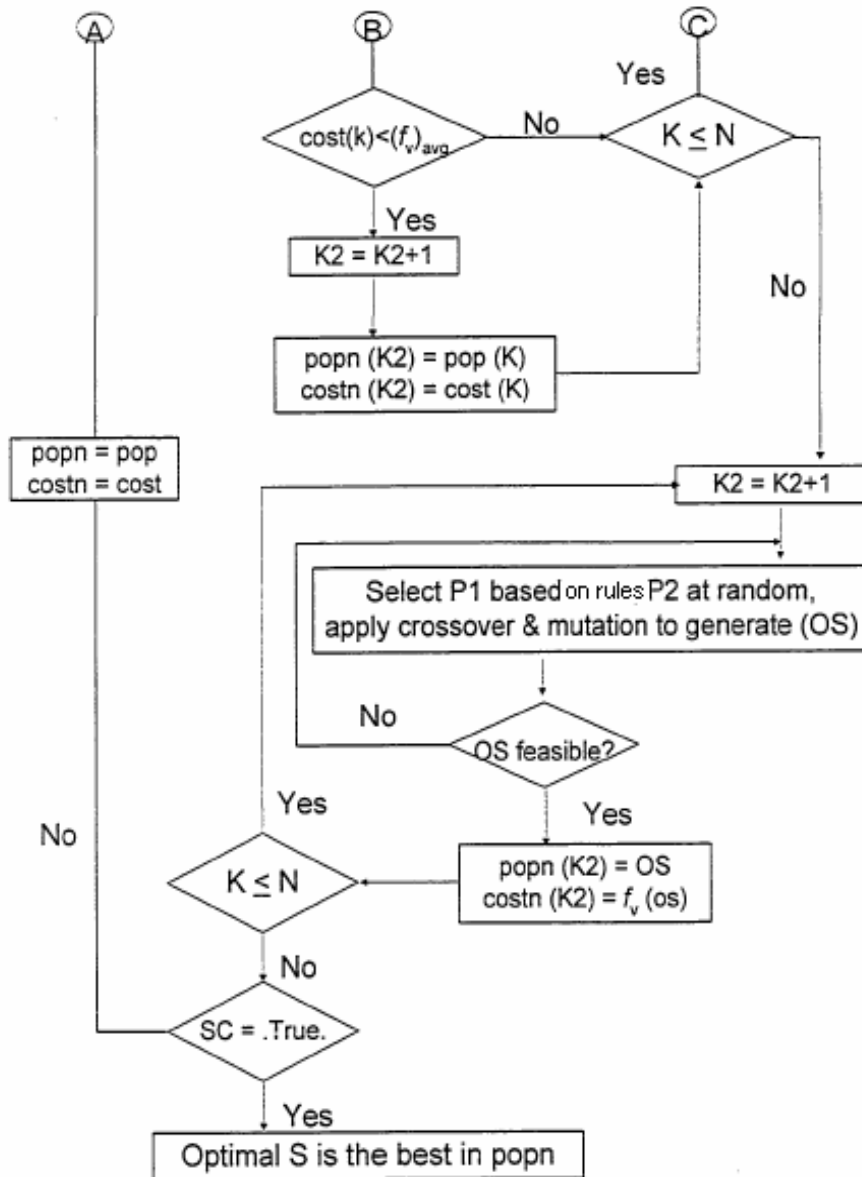 A
B
C
Yes
cost(k)<(fᵥ)avg
No
K ≤ N
Yes
K2 = K2+1
No
popn (K2) = pop (K)
costn (K2) = cost (K)
popn = pop
costn = cost
K2 = K2+1
Select P1 based on rules P2 at random,
apply crossover & mutation to generate (OS)
No
OS feasible?
Yes
Yes
No
K ≤ N
popn (K2) = OS
costn (K2) = fᵥ (os)
No
SC = .True.
Yes
Optimal S is the best in popn